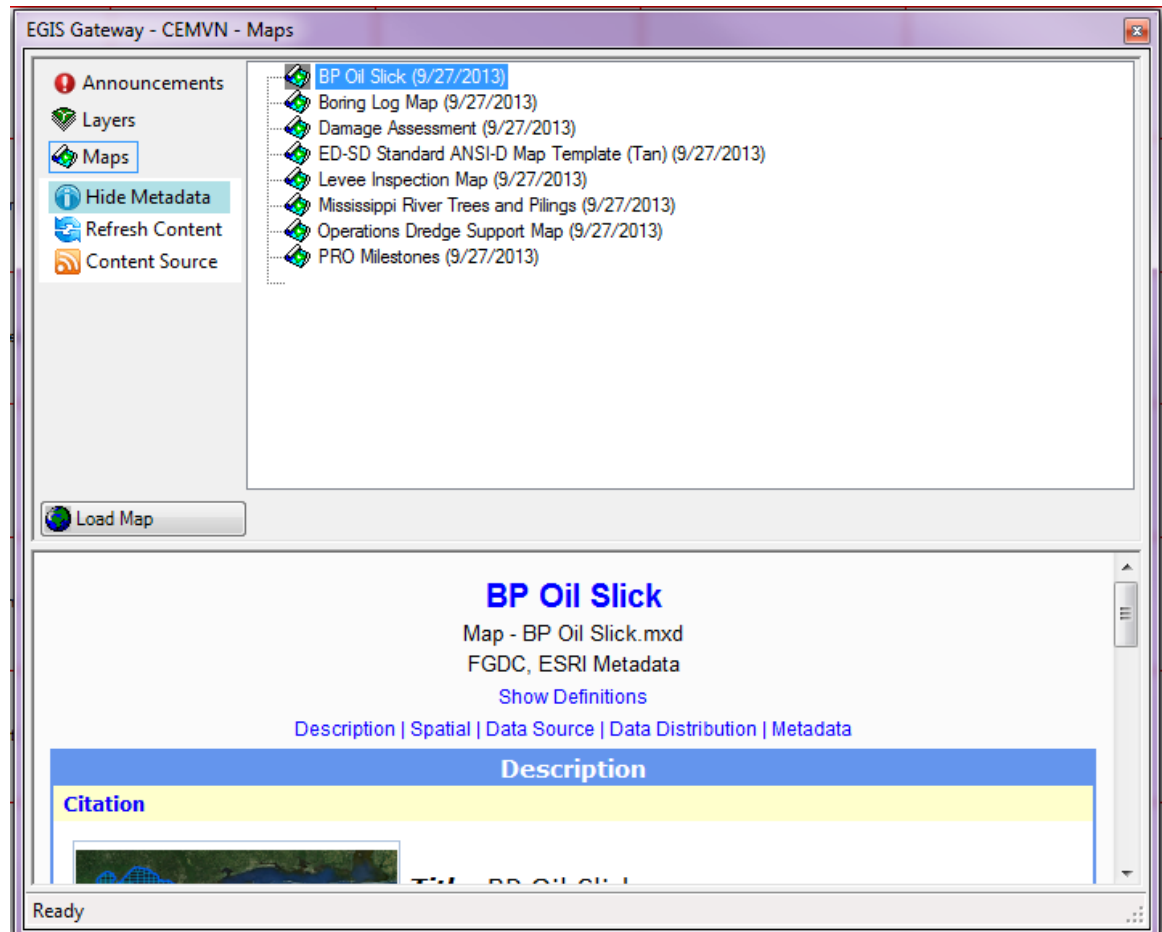 EGIS Gateway - CEMVN - Maps
Announcements
Layers
Maps
Hide Metadata
Refresh Content
Content Source
BP Oil Slick (9/27/2013)
Boring Log Map (9/27/2013)
Damage Assessment (9/27/2013)
ED-SD Standard ANSI-D Map Template (Tan) (9/27/2013)
Levee Inspection Map (9/27/2013)
Mississippi River Trees and Pilings (9/27/2013)
Operations Dredge Support Map (9/27/2013)
PRO Milestones (9/27/2013)
Load Map
BP Oil Slick
Map - BP Oil Slick.mxd
FGDC, ESRI Metadata
Show Definitions
Description | Spatial | Data Source | Data Distribution | Metadata
Description
Citation
Title BP Oil Slick
Ready